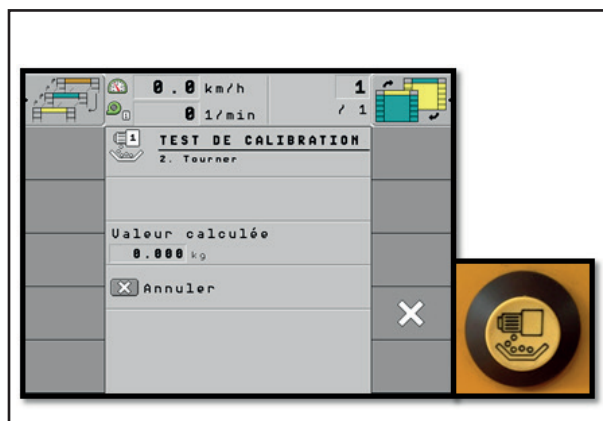 0.0 km/h
1
0 1/min
/ 1
1
TEST DE CALIBRATION
2. Tourner
Valeur calculée
0.000 kg
X Annuler